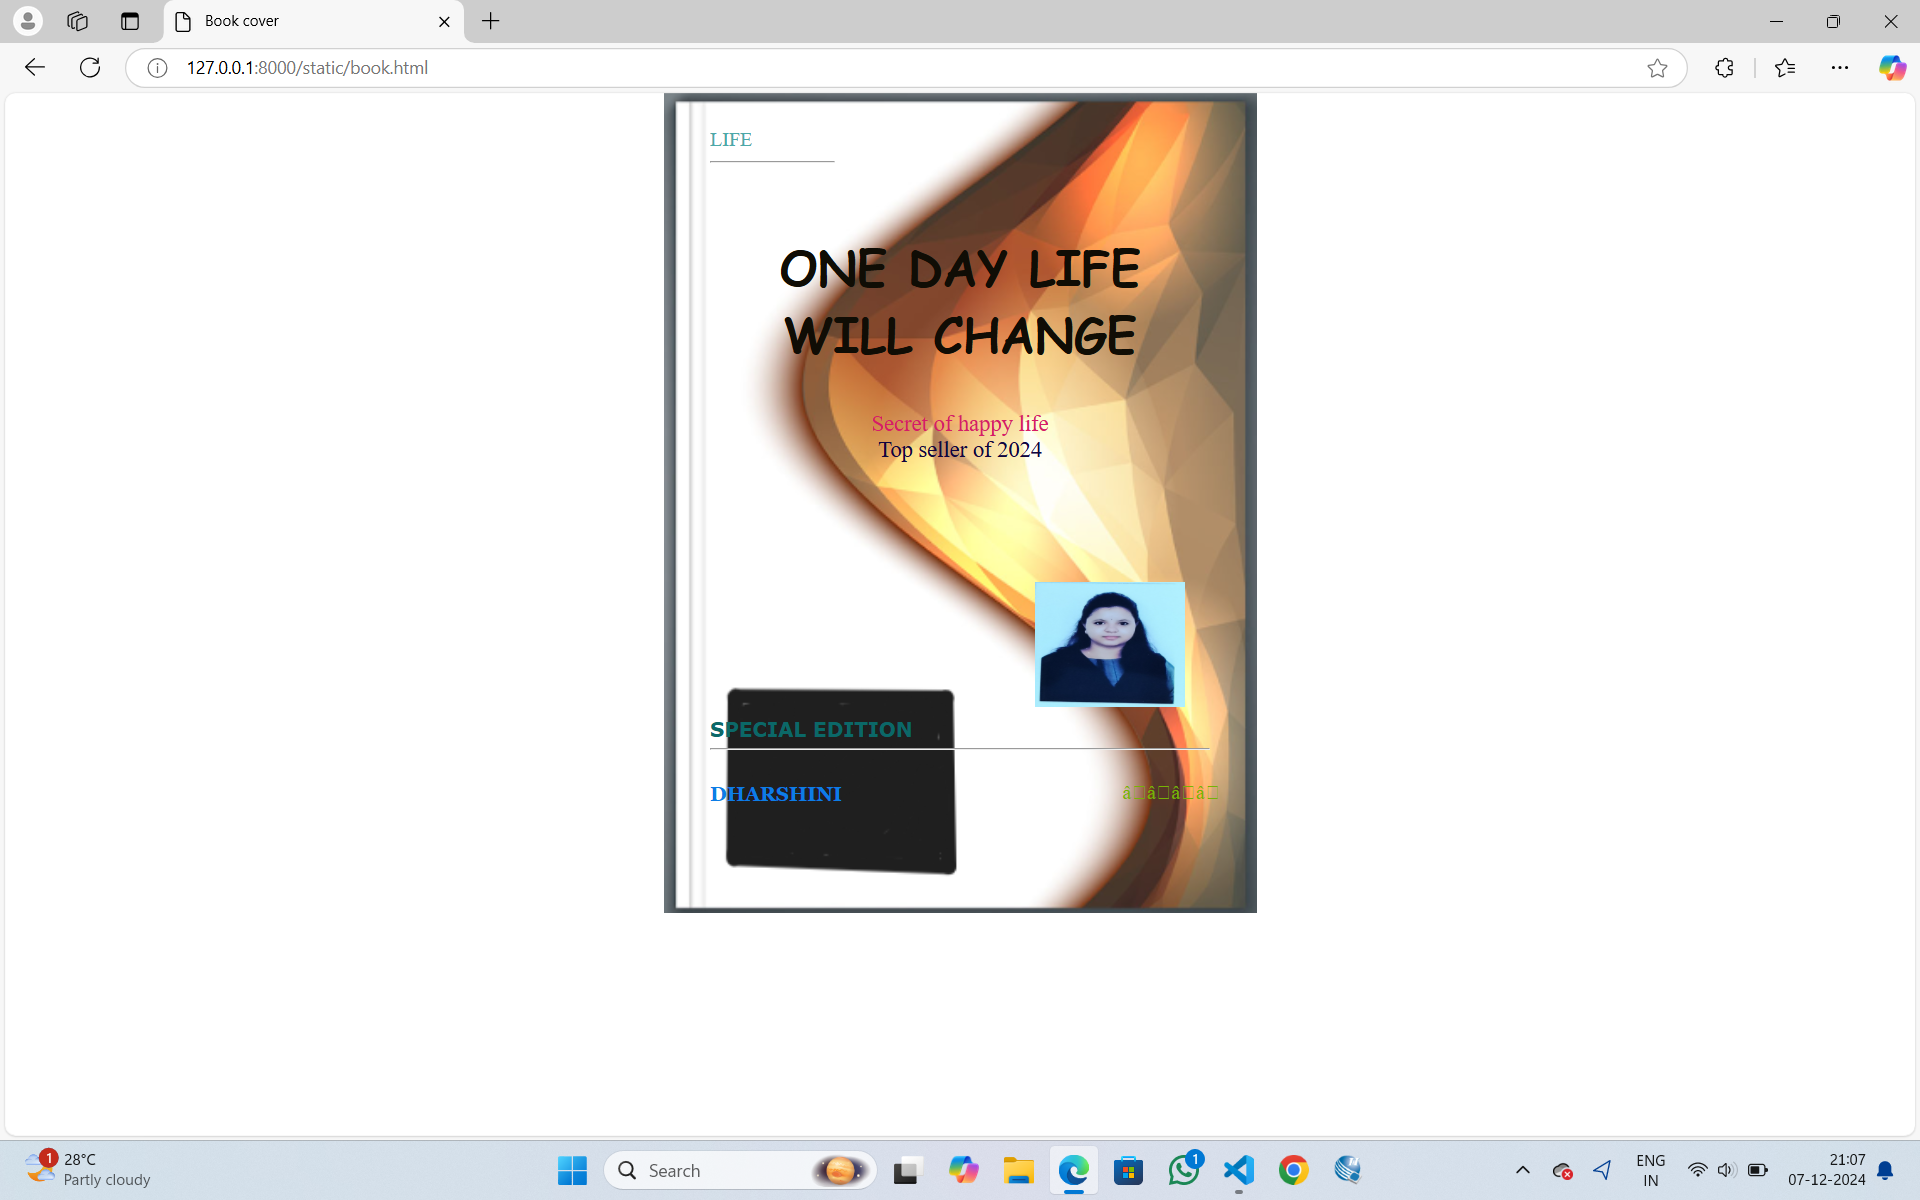 Book cover
127.0.0.1:8000/static/book.html
LIFE
ONE DAY LIFE
WILL CHANGE
Secret of happy life
Top seller of 2024
SPECIAL EDITION
DHARSHINI
1
28°C
Partly cloudy
Search
1
ENG
IN
21:07
07-12-2024